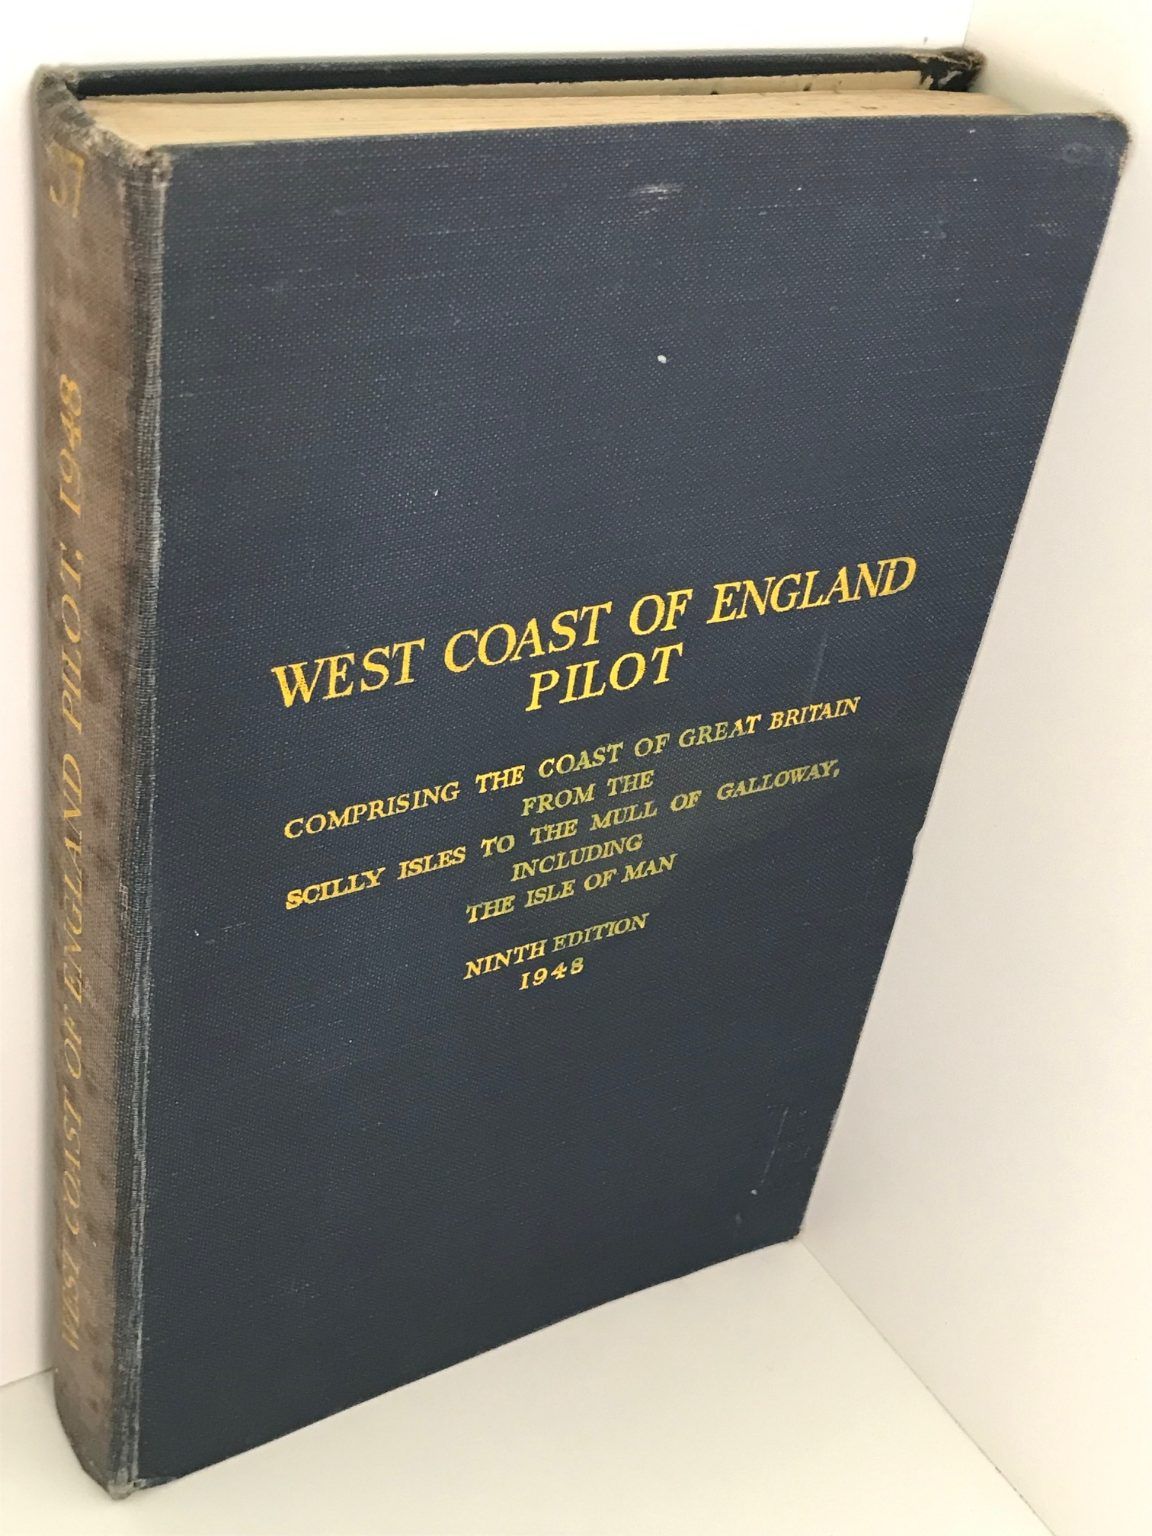 WEST COAST OF ENGLAND
PILOT
COMPRISING THE COAST OF GREAT BRITAIN
FROM THE
SCILLY ISLES TO THE MULL OF GALLOWAY,
INCLUDING
THE ISLE OF MAN
NINTH EDITION
1948
WEST COAST OF ENGLAND PILOT, 1948